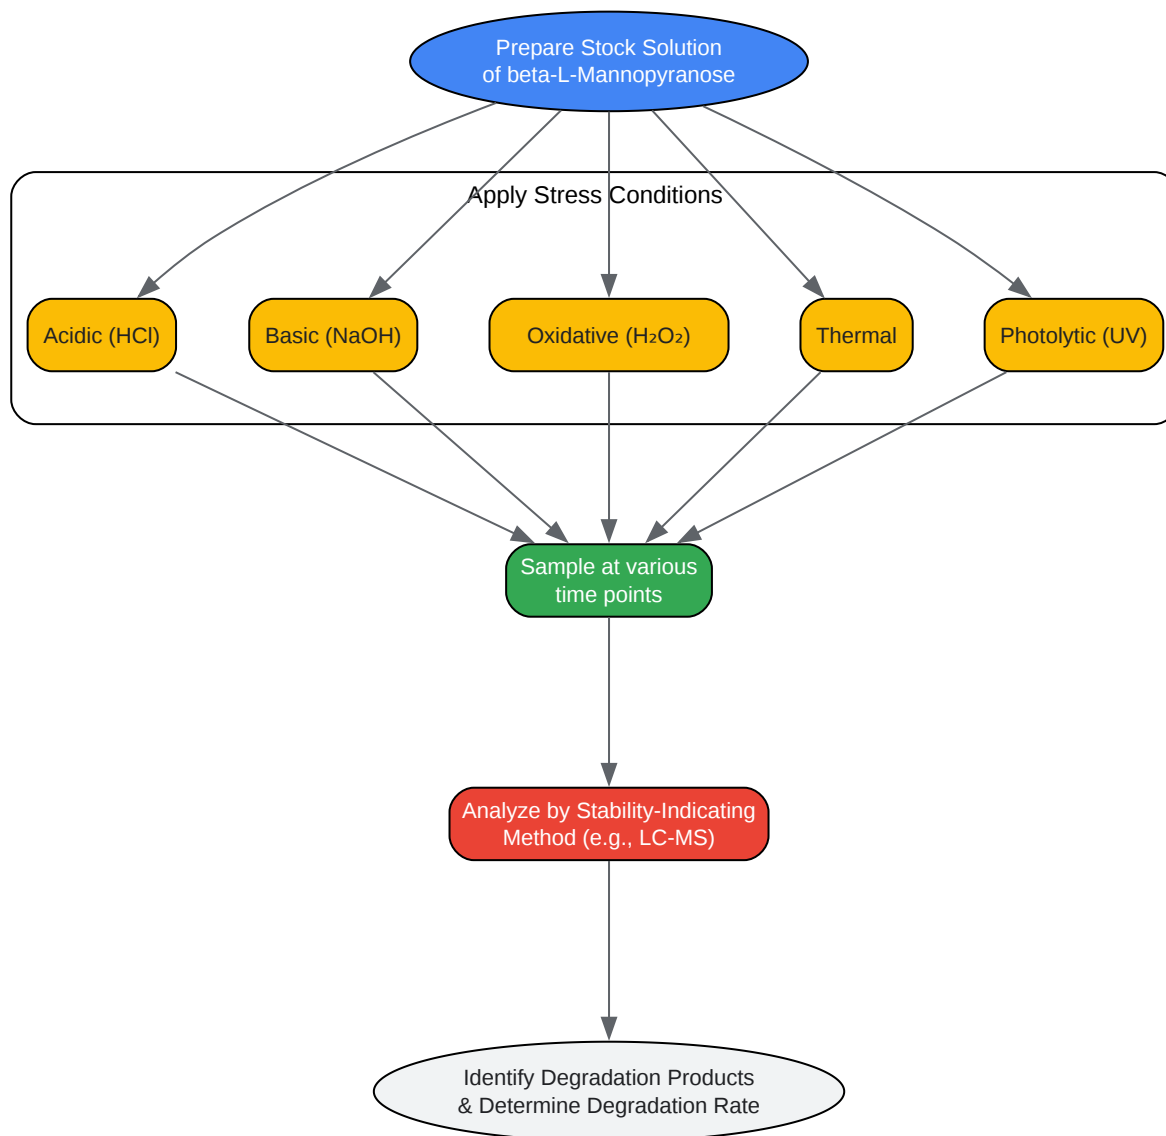 Prepare Stock Solution
of beta-L-Mannopyranose
Apply Stress Conditions
Acidic (HCl)
Basic (NaOH)
Oxidative (H₂O₂)
Thermal
Photolytic (UV)
Sample at various
time points
Analyze by Stability-Indicating
Method (e.g., LC-MS)
Identify Degradation Products
& Determine Degradation Rate